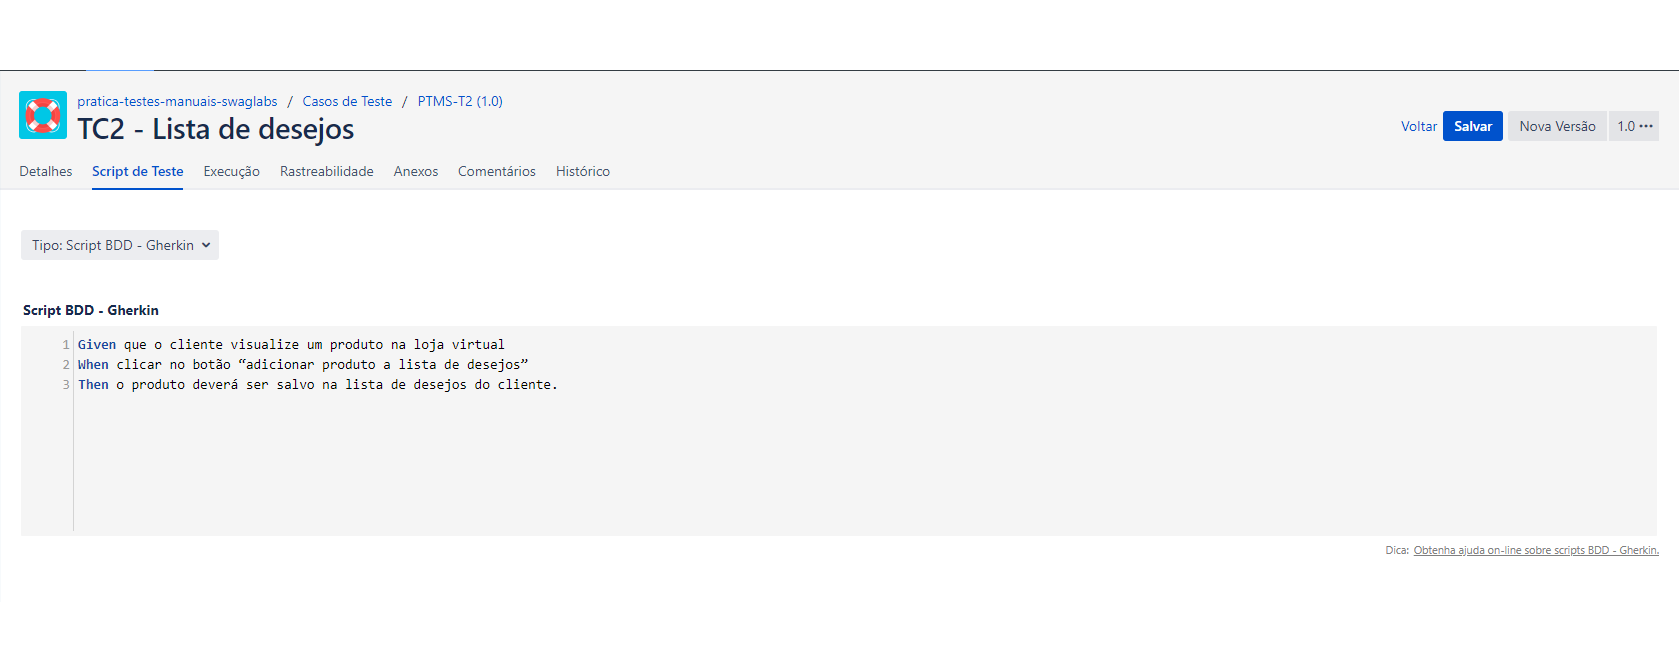 pratica-testes-manuais-swaglabs / Casos de Teste / PTMS-T2 (1.0)
TC2 - Lista de desejos
Voltar Salvar Nova Versão 1.0 ···
Detalhes Script de Teste Execução Rastreabilidade Anexos Comentários Histórico
Tipo: Script BDD - Gherkin
Script BDD - Gherkin
1 Given que o cliente visualize um produto na loja virtual
2 When clicar no botão “adicionar produto a lista de desejos”
3 Then o produto deverá ser salvo na lista de desejos do cliente.
Dica: Obtenha ajuda on-line sobre scripts BDD - Gherkin.